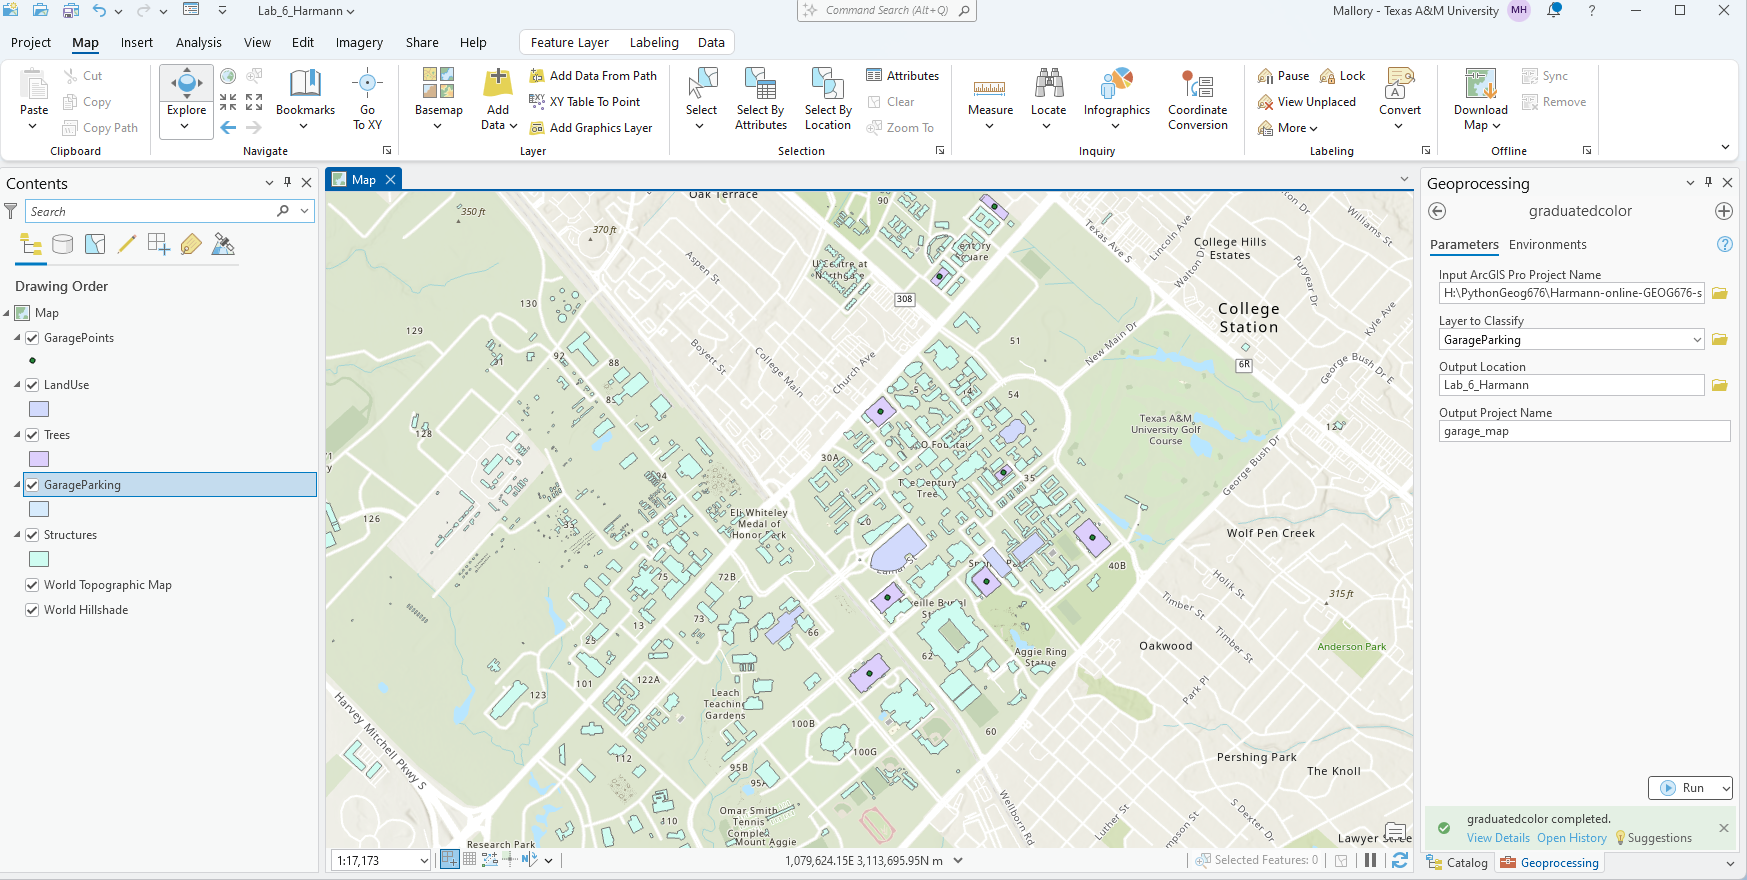 Lab_6_Harmann
Command Search (Alt+Q)
Mallory - Texas A&M University
MH
?
Project
Map
Insert
Analysis
View
Edit
Imagery
Share
Help
Feature Layer
Labeling
Data
Paste
Cut
Copy
Copy Path
Clipboard
Explore
Bookmarks
Go
To XY
Navigate
Basemap
Add
Data
Add Data From Path
XY Table To Point
Add Graphics Layer
Layer
Select
Select By
Attributes
Select By
Location
Attributes
Clear
Zoom To
Selection
Measure
Locate
Infographics
Coordinate
Conversion
Inquiry
Pause
Lock
View Unplaced
More
Convert
Labeling
Download
Map
Sync
Remove
Offline
Contents
Search
Drawing Order
Map
GaragePoints
LandUse
Trees
GarageParking
Structures
World Topographic Map
World Hillshade
Map
Oak Terrace
350 ft
370 ft
90
Century
Square
U Centre at
Northgate
Aspen St
308
130
129
128
126
92
91
88
Boyett St
College Main
Church Ave
51
54
New Main Dr
Texas Ave S
Lincoln Ave
Walton Dr
Puryear Dr
Williams St
College Hills
Estates
College
Station
6R
Kyle Ave
George Bush Dr E
Texas A&M
University Golf
Course
George Bush Dr
30A
The Century
Tree
35
94
33
20
Eli Whiteley
Medal of
Honor Park
75
72B
73
13
25
66
62
40B
Wolf Pen Creek
Holik St
Timber St
Timber St
315 ft
Oakwood
Anderson Park
Park Pl
Aggie Ring
Statue
101
122A
123
Leach
Teaching
Gardens
100B
100G
60
112
95B
95A
110
Omar Smith
Tennis
Complex
Mount Aggie
Research Park
Harvey Mitchell Pkwy S
Wellborn Rd
Luther St
S Dexter Dr
Pershing Park
The Knoll
Lawyer Street
1:17,173
1,079,624.15E 3,113,695.95N m
Selected Features: 0
Geoprocessing
graduatedcolor
Parameters
Environments
?
Input ArcGIS Pro Project Name
H:\PythonGeog676\Harmann-online-GEOG676-s
Layer to Classify
GarageParking
Output Location
Lab_6_Harmann
Output Project Name
garage_map
Run
graduatedcolor completed.
View Details
Open History
Suggestions
Catalog
Geoprocessing